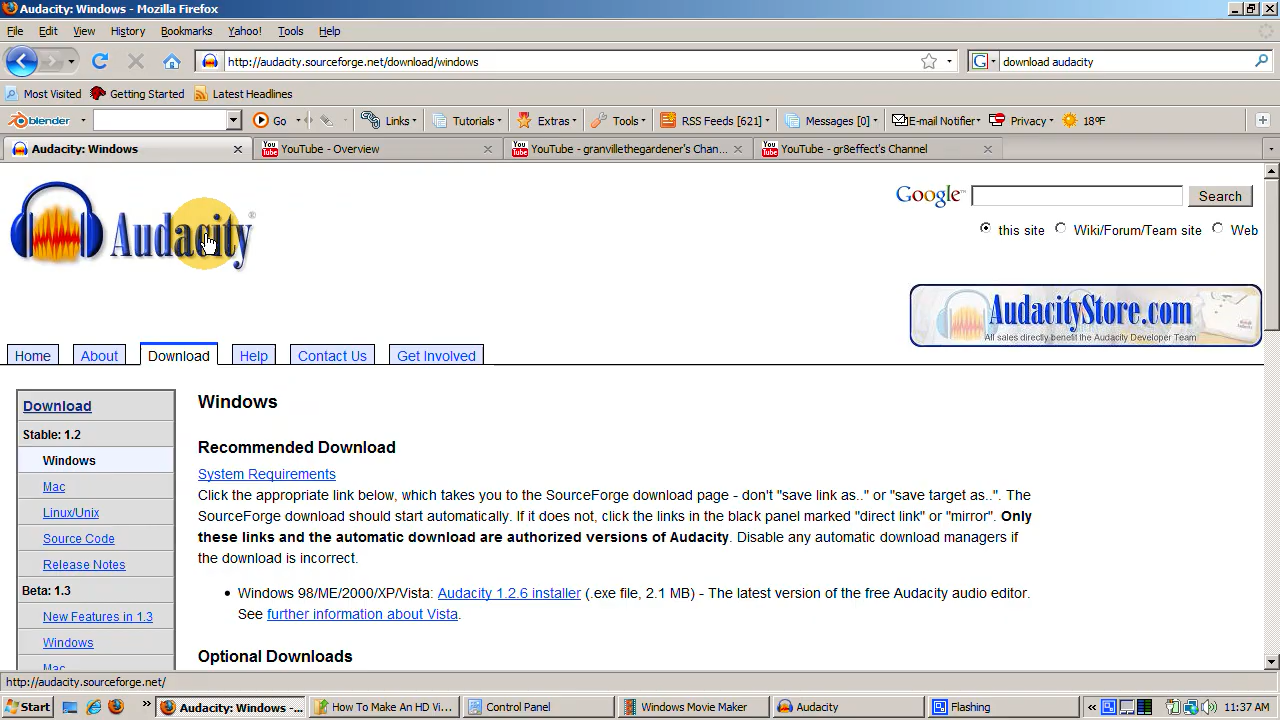 Audacity: Windows - Mozilla Firefox
File Edit View History Bookmarks Yahoo! Tools Help
http://audacity.sourceforge.net/download/windows
download audacity
Most Visited Getting Started Latest Headlines
blender Go Links Tutorials Extras Tools RSS Feeds [621] Messages [0] E-mail Notifier Privacy 18°F
Audacity: Windows YouTube - Overview YouTube - granvillethegardener's Chan... YouTube - gr8effect's Channel
Audacity ®
Google™ Search
this site Wiki/Forum/Team site Web
AudacityStore.com
All sales directly benefit the Audacity Developer Team
Home About Download Help Contact Us Get Involved
Download
Stable: 1.2
Windows
Mac
Linux/Unix
Source Code
Release Notes
Beta: 1.3
New Features in 1.3
Windows
Mac
Windows
Recommended Download
System Requirements
Click the appropriate link below, which takes you to the SourceForge download page - don't "save link as.." or "save target as..". The
SourceForge download should start automatically. If it does not, click the links in the black panel marked "direct link" or "mirror". Only
these links and the automatic download are authorized versions of Audacity. Disable any automatic download managers if
the download is incorrect.
• Windows 98/ME/2000/XP/Vista: Audacity 1.2.6 installer (.exe file, 2.1 MB) - The latest version of the free Audacity audio editor.
See further information about Vista.
Optional Downloads
http://audacity.sourceforge.net/
Start Audacity: Windows -... How To Make An HD Vi... Control Panel Windows Movie Maker Audacity Flashing 11:37 AM